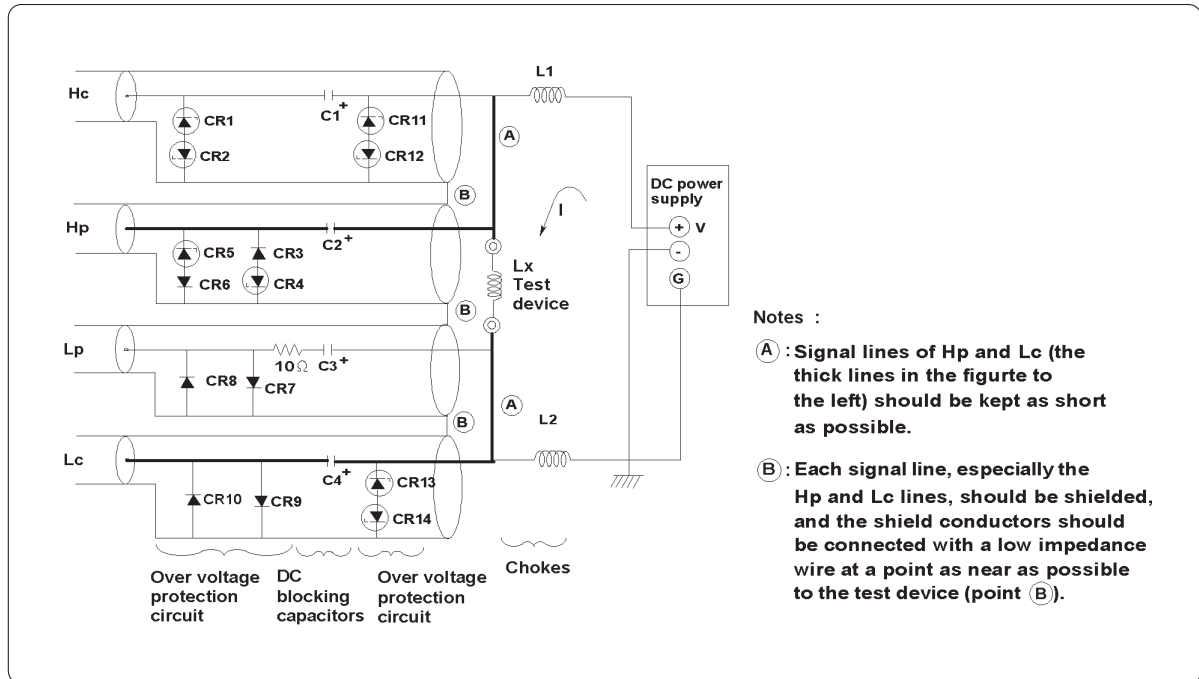 Hc
CR1
CR2
C1 +
CR11
CR12
L1
A
B
DC power
supply
+ V
-
G
I
Hp
CR5
CR6
CR3
CR4
C2 +
Lx
Test
device
B
Lp
CR8
CR7
10Ω
C3 +
A
B
L2
Lc
CR10
CR9
C4 +
CR13
CR14
Over voltage
protection
circuit
DC
blocking
capacitors
Over voltage
protection
circuit
Chokes
Notes :
A : Signal lines of Hp and Lc (the
thick lines in the figurte to
the left) should be kept as short
as possible.
B : Each signal line, especially the
Hp and Lc lines, should be shielded,
and the shield conductors should
be connected with a low impedance
wire at a point as near as possible
to the test device (point B).